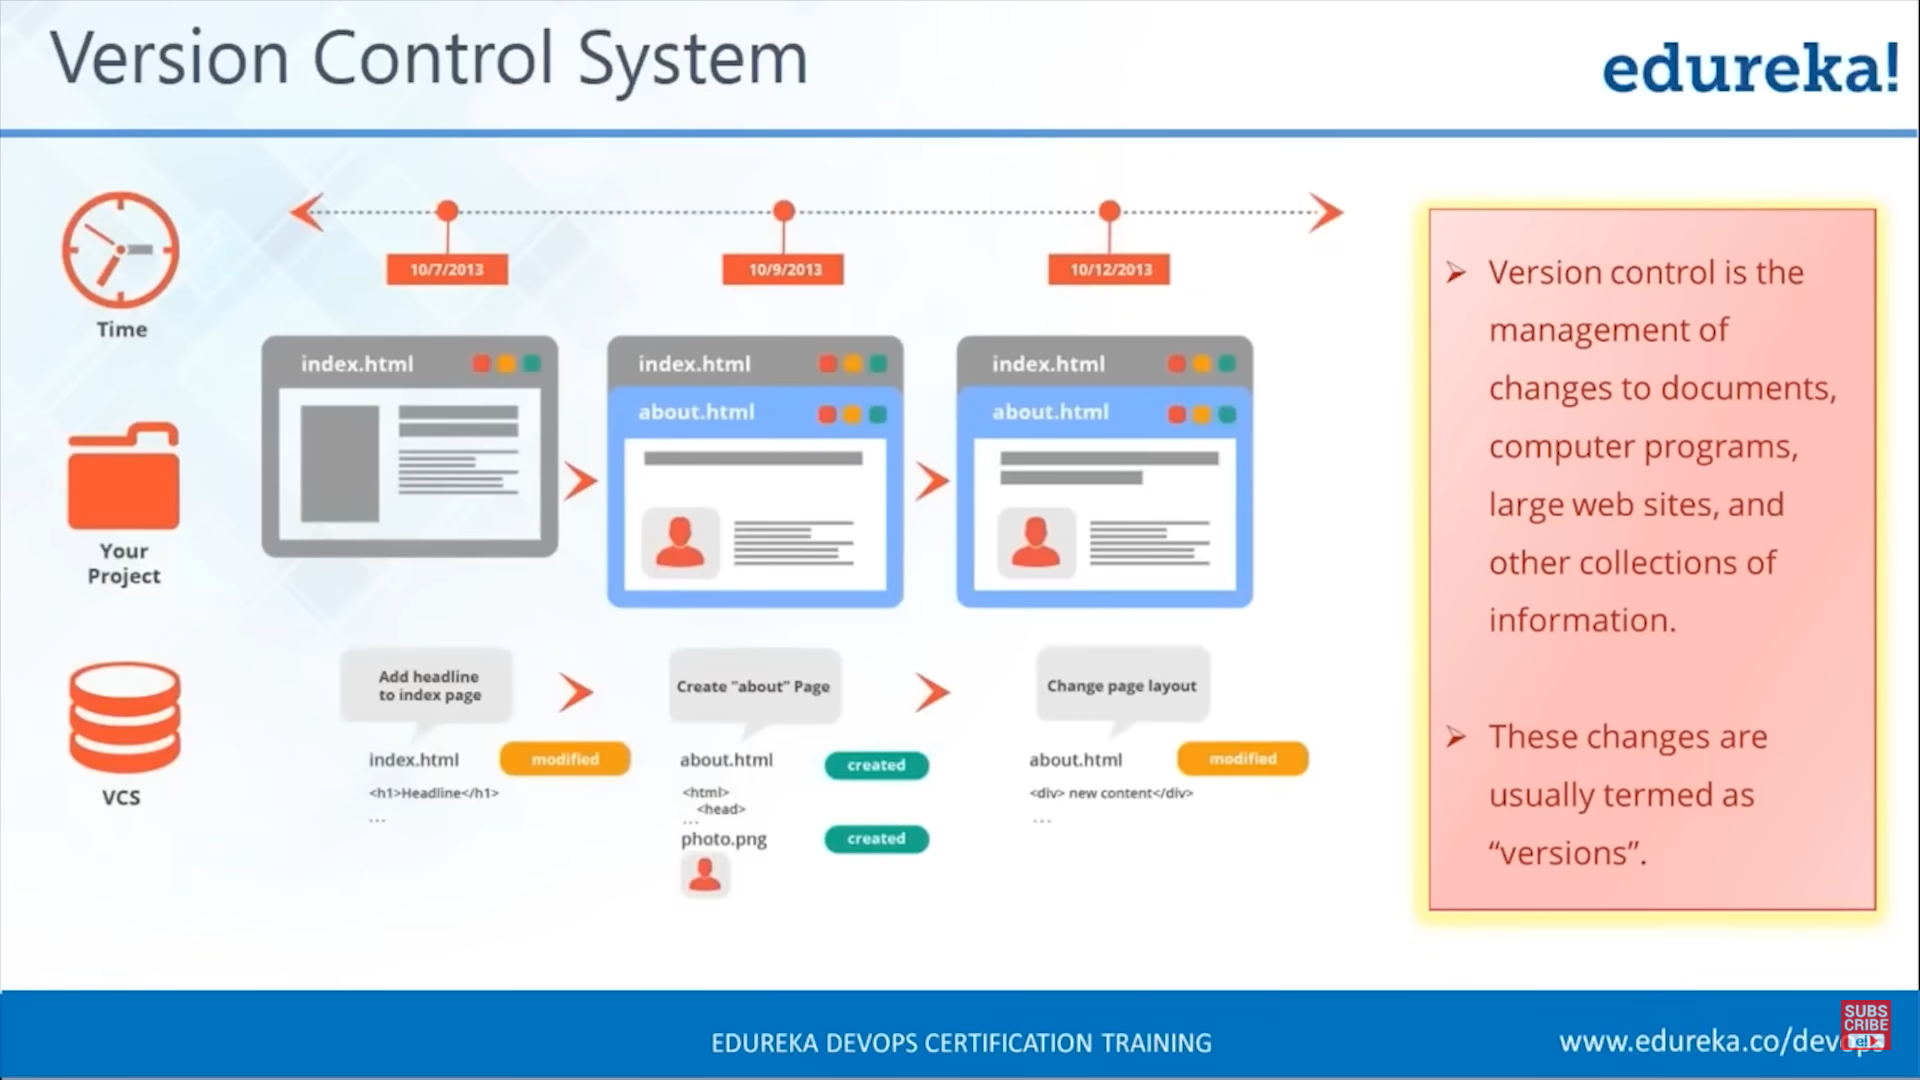 Version Control System
edureka!
Time
10/7/2013
10/9/2013
10/12/2013
Your
Project
index.html
index.html
about.html
index.html
about.html
VCS
Add headline
to index page
Create "about" Page
Change page layout
index.html
modified
<h1>Headline</h1>
...
about.html
created
<html>
<head>
...
photo.png
created
about.html
modified
<div> new content</div>
...
➢ Version control is the
management of
changes to documents,
computer programs,
large web sites, and
other collections of
information.
➢ These changes are
usually termed as
“versions”.
EDUREKA DEVOPS CERTIFICATION TRAINING
www.edureka.co/devops
SUBS
CRIBE
e!